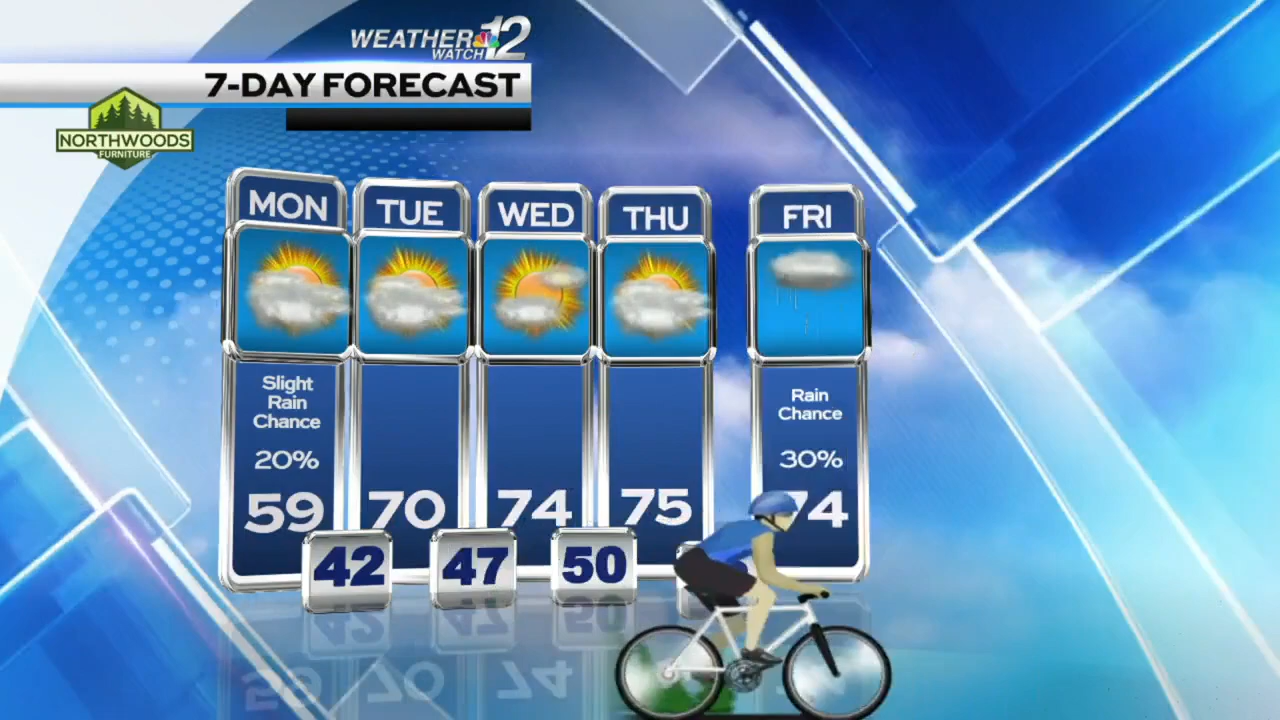 WEATHER 12
WATCH
7-DAY FORECAST
NORTHWOODS
FURNITURE
MON
TUE
WED
THU
FRI
Slight
Rain
Chance
20%
Rain
Chance
30%
59
70
74
75
74
42
47
50